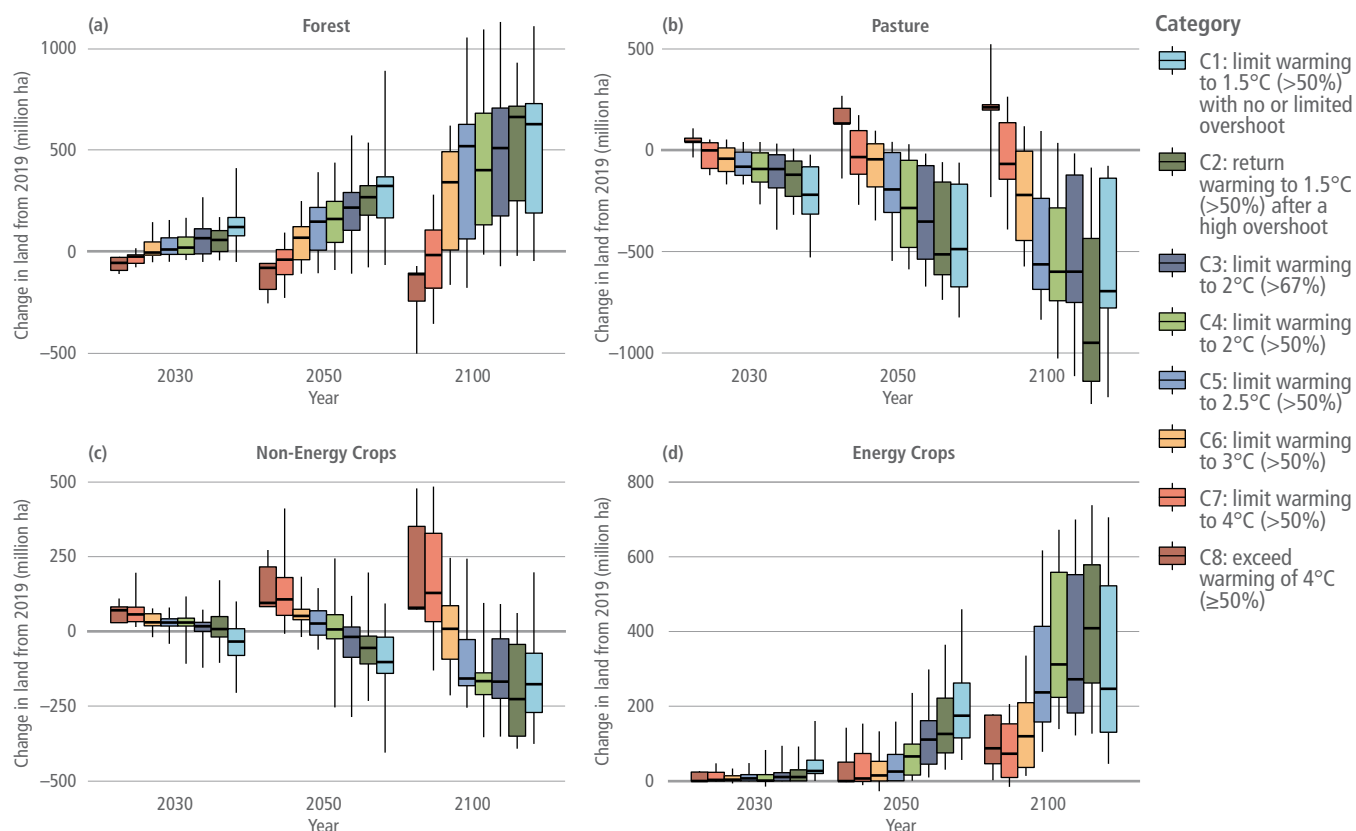 (a) Forest
Change in land from 2019 (million ha)
1000
500
0
−500
2030 2050 2100
Year
(b) Pasture
Change in land from 2019 (million ha)
500
0
−500
−1000
2030 2050 2100
Year
(c) Non-Energy Crops
Change in land from 2019 (million ha)
500
250
0
−250
−500
2030 2050 2100
Year
(d) Energy Crops
Change in land from 2019 (million ha)
800
600
400
200
0
2030 2050 2100
Year
Category
C1: limit warming
to 1.5°C (>50%)
with no or limited
overshoot
C2: return
warming to 1.5°C
(>50%) after a
high overshoot
C3: limit warming
to 2°C (>67%)
C4: limit warming
to 2°C (>50%)
C5: limit warming
to 2.5°C (>50%)
C6: limit warming
to 3°C (>50%)
C7: limit warming
to 4°C (>50%)
C8: exceed
warming of 4°C
(≥50%)